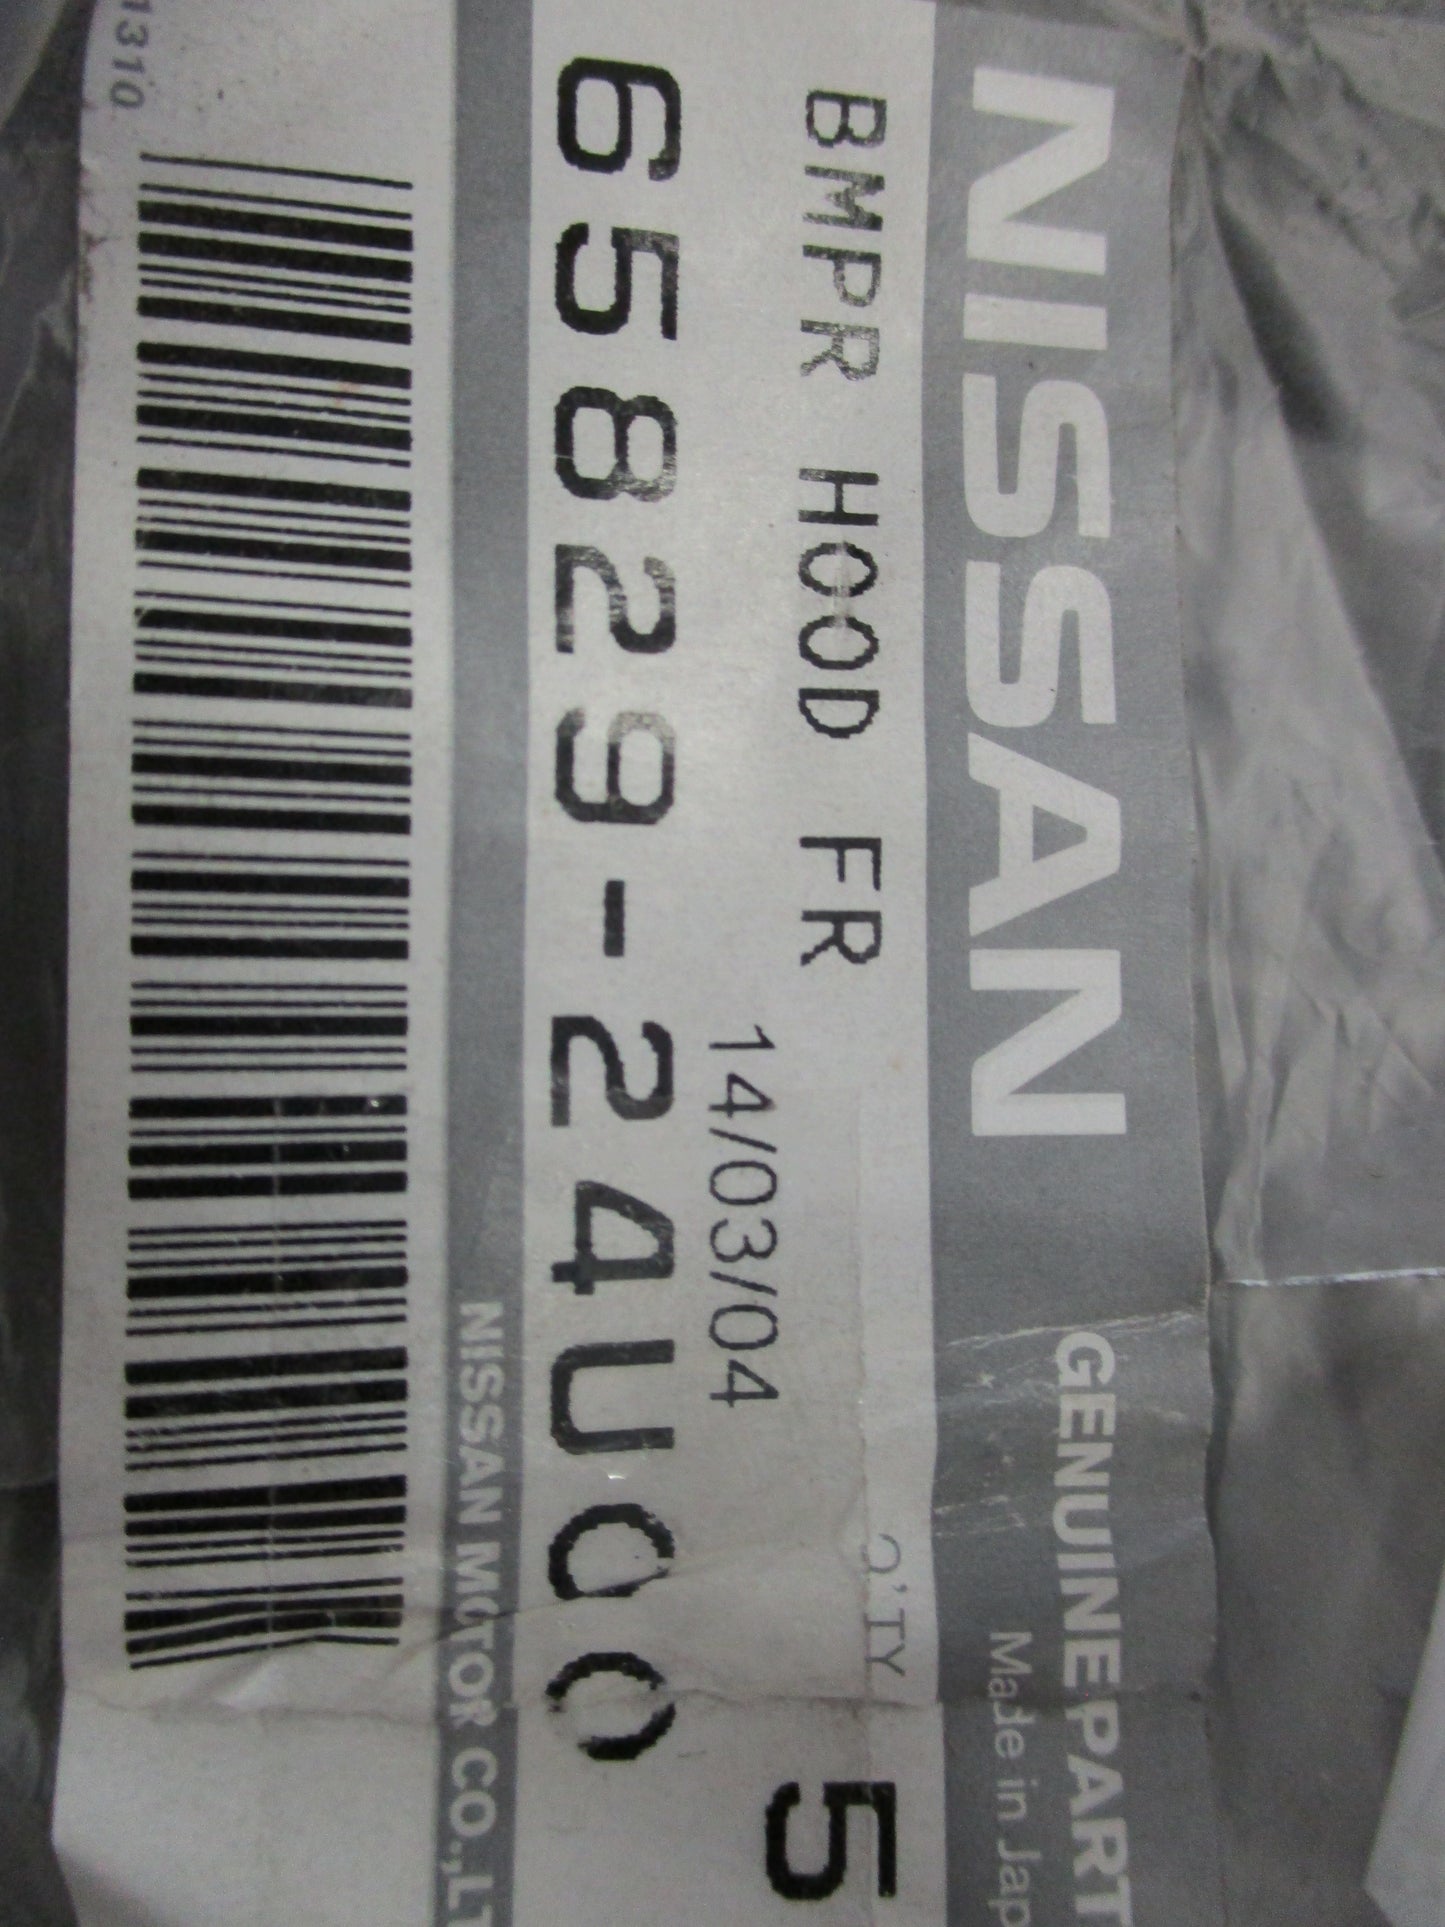 NISSAN GENUINE PART
Made in Jap
BMPR HOOD FR
Q'TY
14/03/04
5
65829-24U00
NISSAN MOTOR CO.,LT
1310